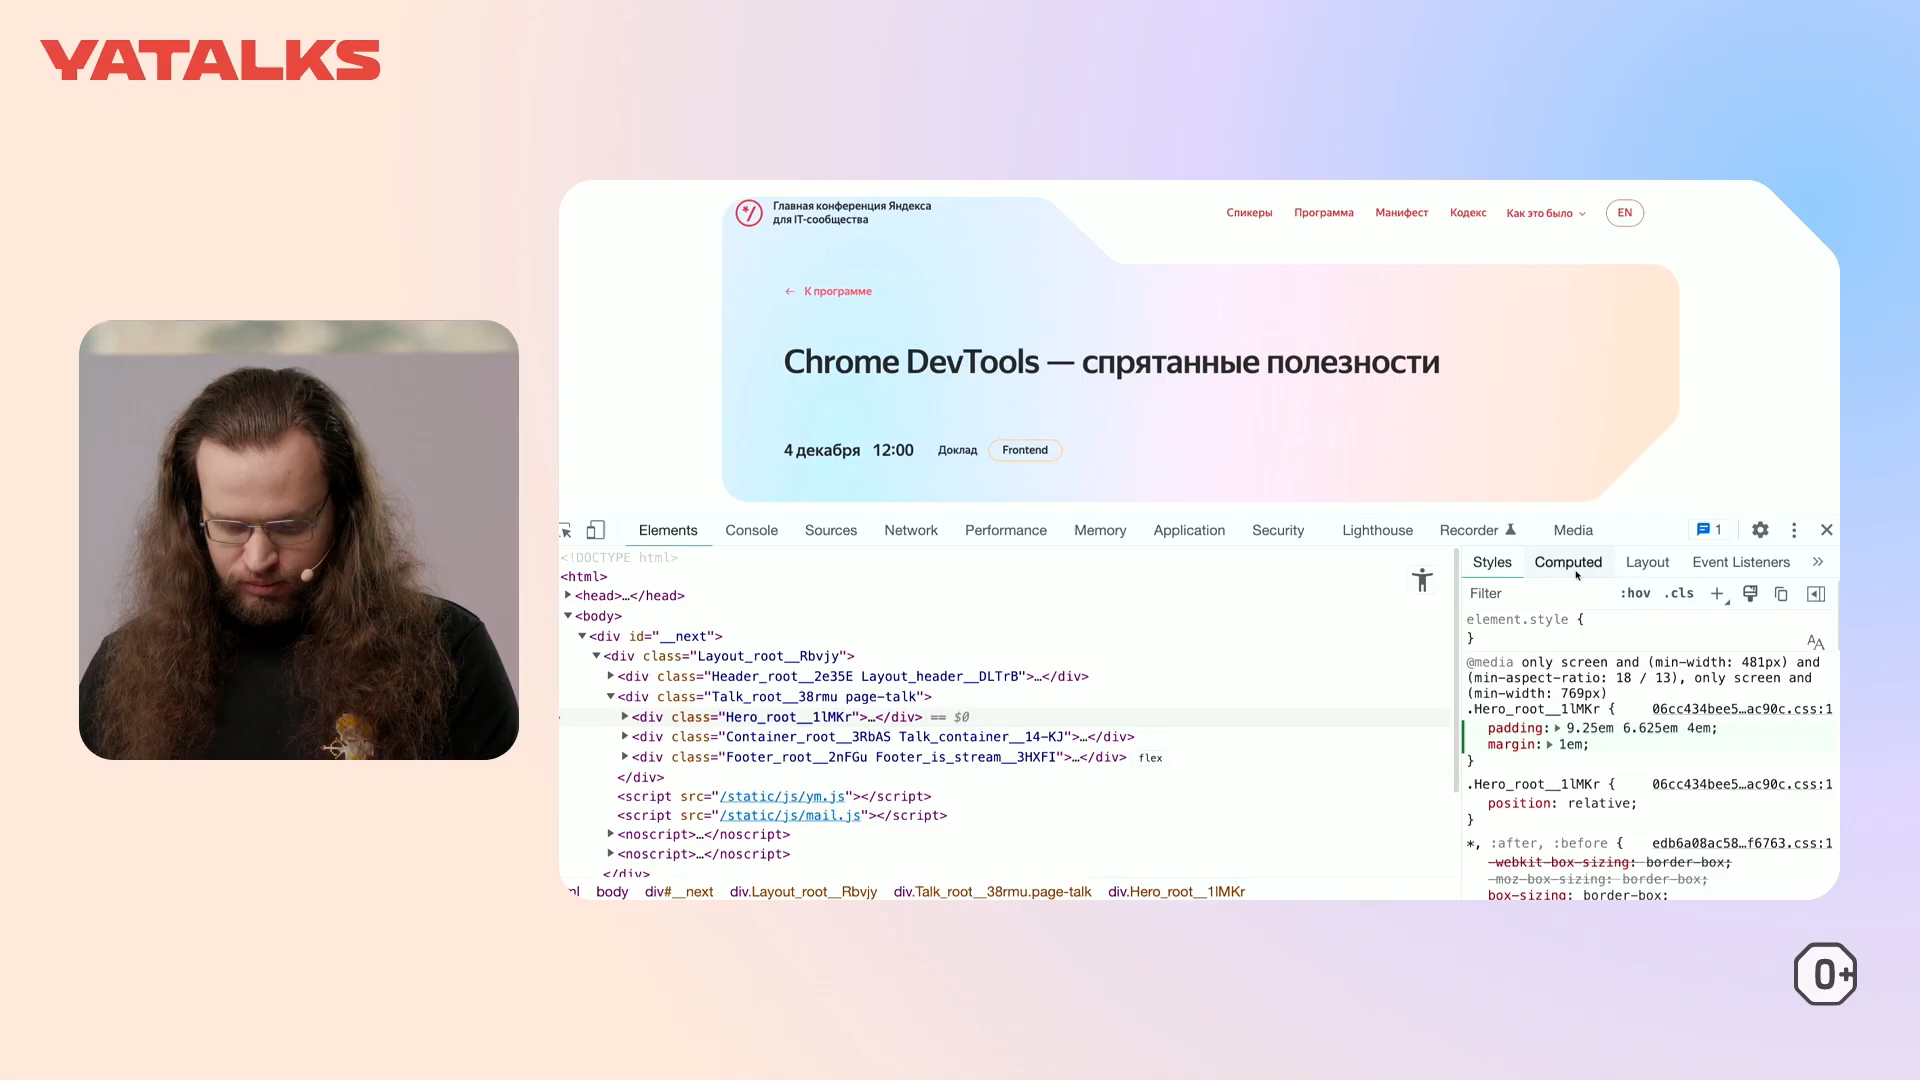 YATALKS
Главная конференция Яндекса
для IT-сообщества
Спикеры
Программа
Манифест
Кодекс
Как это было
EN
← К программе
Chrome DevTools — спрятанные полезности
4 декабря 12:00 Доклад Frontend
Elements Console Sources Network Performance Memory Application Security Lighthouse Recorder Media 1
<!DOCTYPE html>
<html>
<head>…</head>
<body>
<div id="__next">
<div class="Layout_root__Rbvjy">
<div class="Header_root__2e35E Layout_header__DLTrB">…</div>
<div class="Talk_root__38rmu page-talk">
<div class="Hero_root__1lMKr">…</div> == $0
<div class="Container_root__3RbAS Talk_container__14-KJ">…</div>
<div class="Footer_root__2nFGu Footer_is_stream__3HXFI">…</div> flex
</div>
<script src="/static/js/ym.js"></script>
<script src="/static/js/mail.js"></script>
<noscript>…</noscript>
<noscript>…</noscript>
</div>
body div#__next div.Layout_root__Rbvjy div.Talk_root__38rmu.page-talk div.Hero_root__1lMKr
Styles Computed Layout Event Listeners »
Filter :hov .cls +
element.style {
}
@media only screen and (min-width: 481px) and
(min-aspect-ratio: 18 / 13), only screen and
(min-width: 769px)
.Hero_root__1lMKr { 06cc434bee5…ac90c.css:1
padding: 9.25em 6.625em 4em;
margin: 1em;
}
.Hero_root__1lMKr { 06cc434bee5…ac90c.css:1
position: relative;
}
*, :after, :before { edb6a08ac58…f6763.css:1
-webkit-box-sizing: border-box;
-moz-box-sizing: border-box;
box-sizing: border-box;
0+